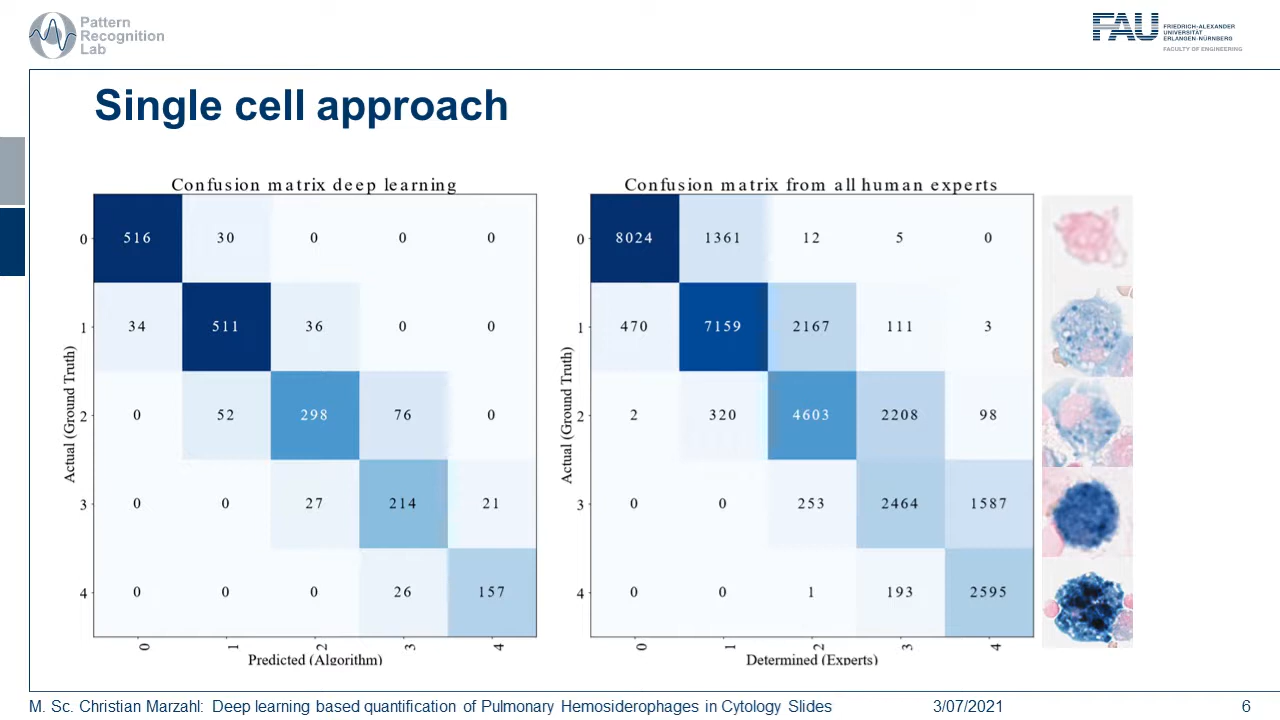 Pattern
Recognition
Lab
FAU
FRIEDRICH-ALEXANDER
UNIVERSITÄT
ERLANGEN-NÜRNBERG
FACULTY OF ENGINEERING
Single cell approach
Confusion matrix deep learning
Actual (Ground Truth)
0 516 30 0 0 0
1 34 511 36 0 0
2 0 52 298 76 0
3 0 0 27 214 21
4 0 0 0 26 157
0 1 2 3 4
Predicted (Algorithm)
Confusion matrix from all human experts
Actual (Ground Truth)
0 8024 1361 12 5 0
1 470 7159 2167 111 3
2 2 320 4603 2208 98
3 0 0 253 2464 1587
4 0 0 1 193 2595
0 1 2 3 4
Determined (Experts)
M. Sc. Christian Marzahl: Deep learning based quantification of Pulmonary Hemosiderophages in Cytology Slides 3/07/2021 6